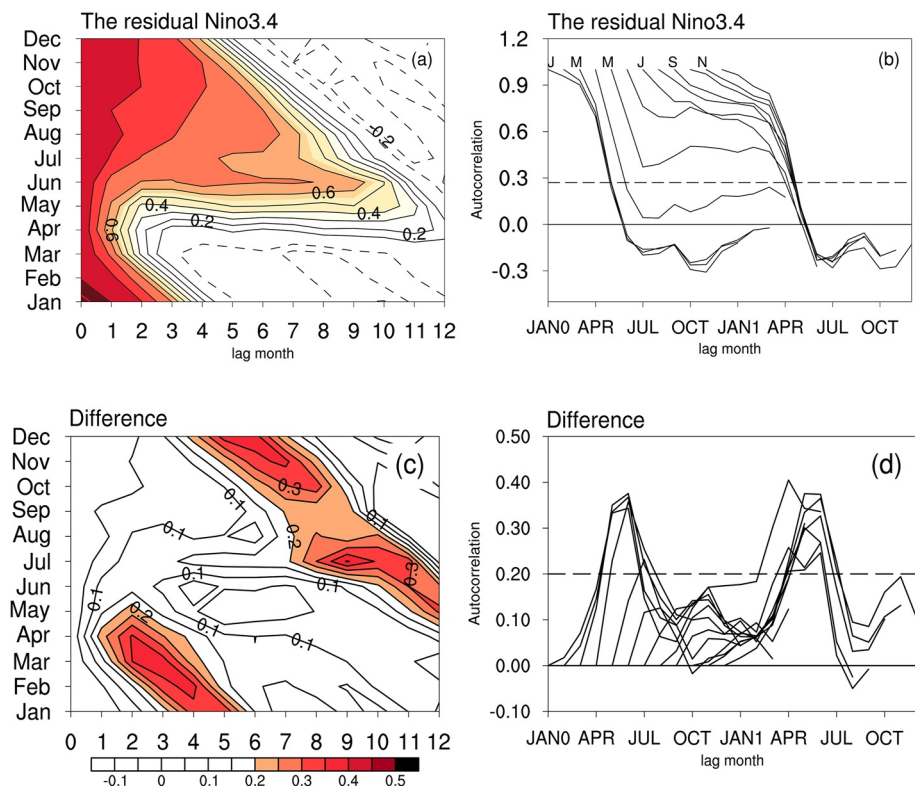 The residual Nino3.4
Dec
Nov
Oct
Sep
Aug
Jul
Jun
May
Apr
Mar
Feb
Jan
(a)
-0.2
0.6
0.4
0.4
0.2
0.2
0.6
0 1 2 3 4 5 6 7 8 9 10 11 12
lag month
The residual Nino3.4
1.2
0.9
0.6
0.3
0.0
-0.3
Autocorrelation
J M M J S N
(b)
JAN0 APR JUL OCT JAN1 APR JUL OCT
lag month
Difference
Dec
Nov
Oct
Sep
Aug
Jul
Jun
May
Apr
Mar
Feb
Jan
(c)
0.1
0.3
0.1
0.1
0.2
0.1
0.1
0.3
0.1
0.2
0.1
0.1
0 1 2 3 4 5 6 7 8 9 10 11 12
-0.1 0 0.1 0.2 0.3 0.4 0.5
Difference
0.50
0.40
0.30
0.20
0.10
0.00
-0.10
Autocorrelation
(d)
JAN0 APR JUL OCT JAN1 APR JUL OCT
lag month